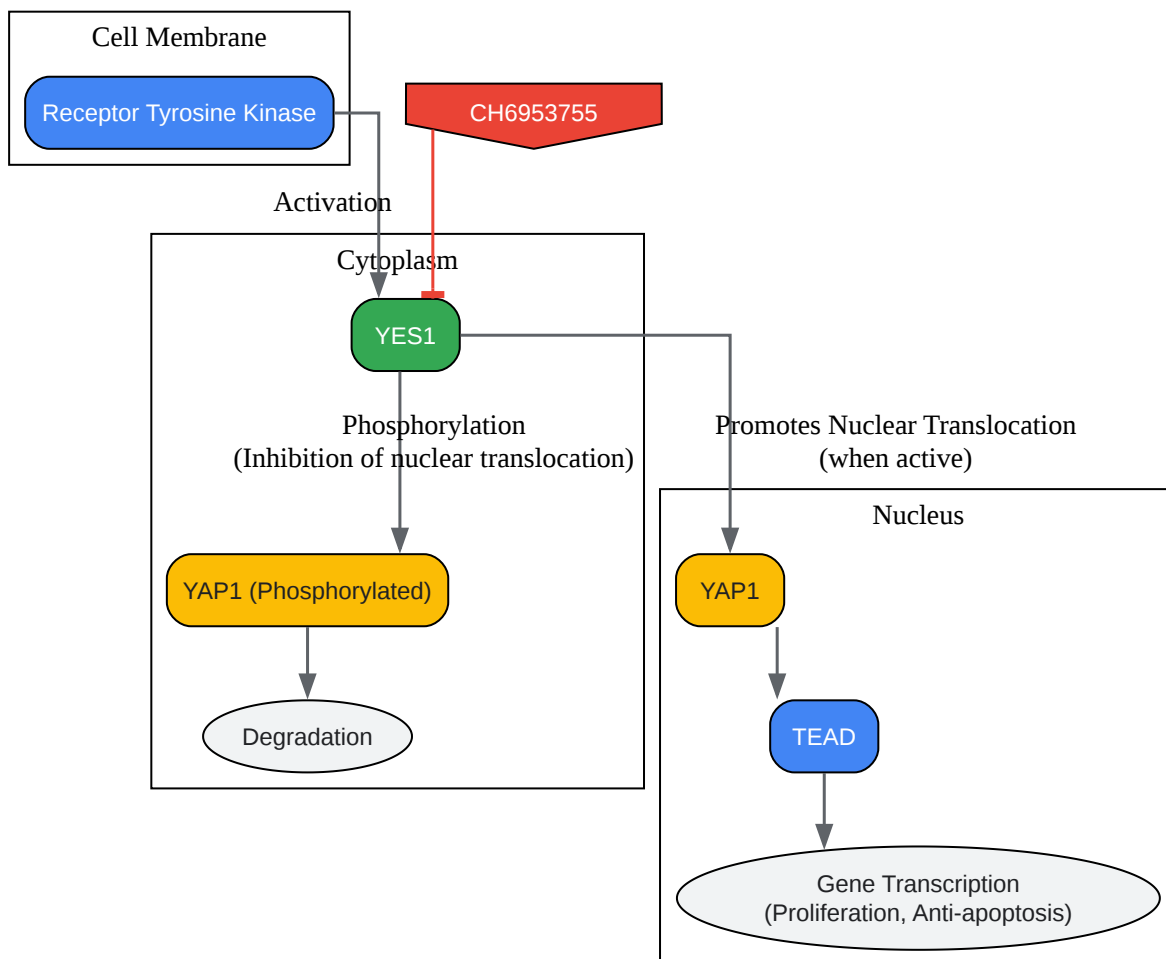 Cell Membrane
Receptor Tyrosine Kinase
CH6953755
Activation
Cytoplasm
YES1
Phosphorylation
(Inhibition of nuclear translocation)
Promotes Nuclear Translocation
(when active)
Nucleus
YAP1 (Phosphorylated)
YAP1
Degradation
TEAD
Gene Transcription
(Proliferation, Anti-apoptosis)